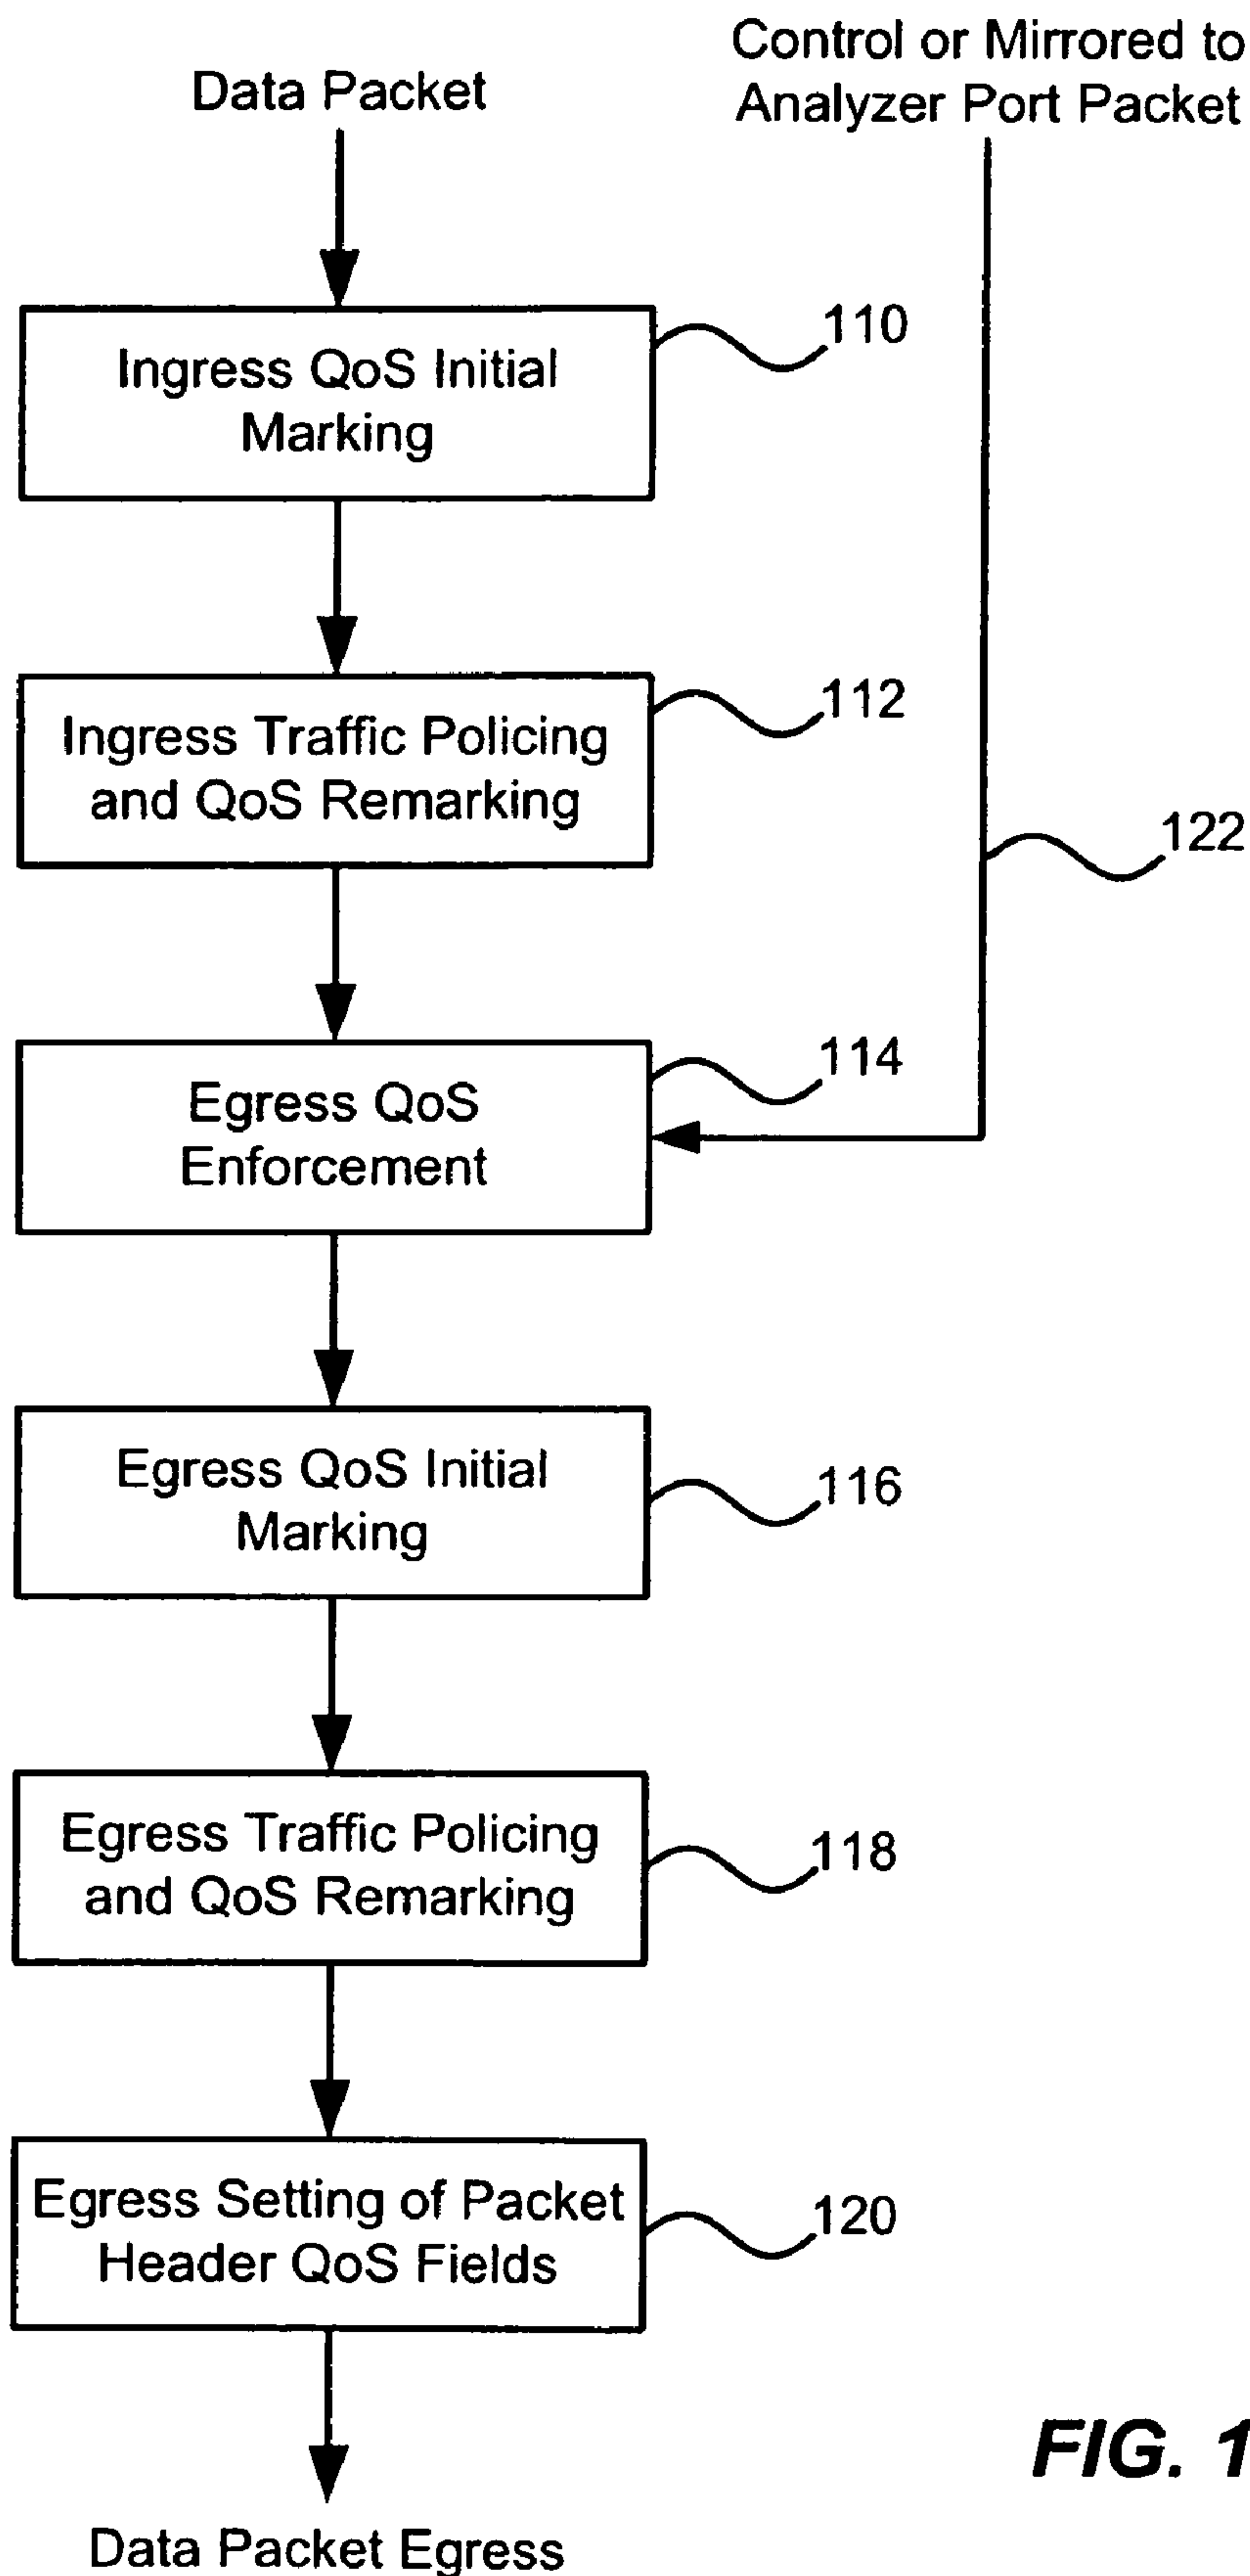 Control or Mirrored to
Analyzer Port Packet
Data Packet
110
Ingress QoS Initial
Marking
112
Ingress Traffic Policing
and QoS Remarking
122
114
Egress QoS
Enforcement
Egress QoS Initial
Marking
116
Egress Traffic Policing
and QoS Remarking
118
Egress Setting of Packet
Header QoS Fields
120
FIG. 1
Data Packet Egress